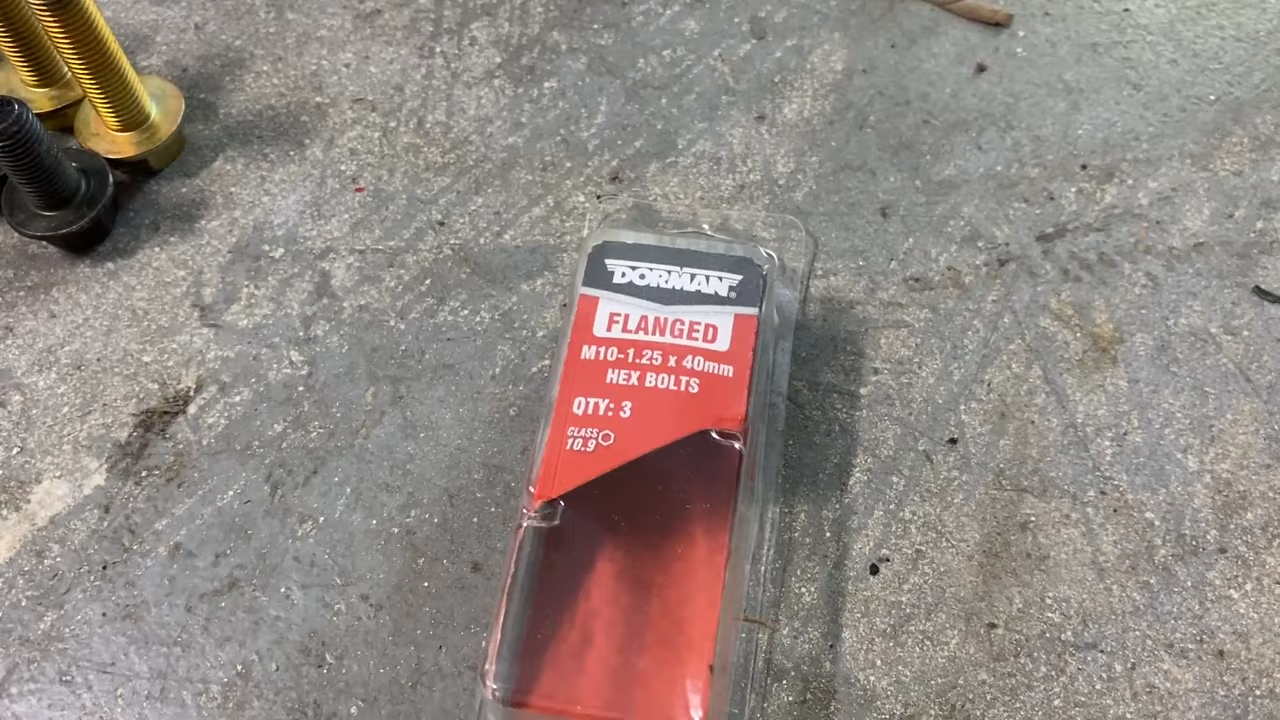 DORMAN®
FLANGED
M10-1.25 x 40mm
HEX BOLTS
QTY: 3
CLASS
10.9